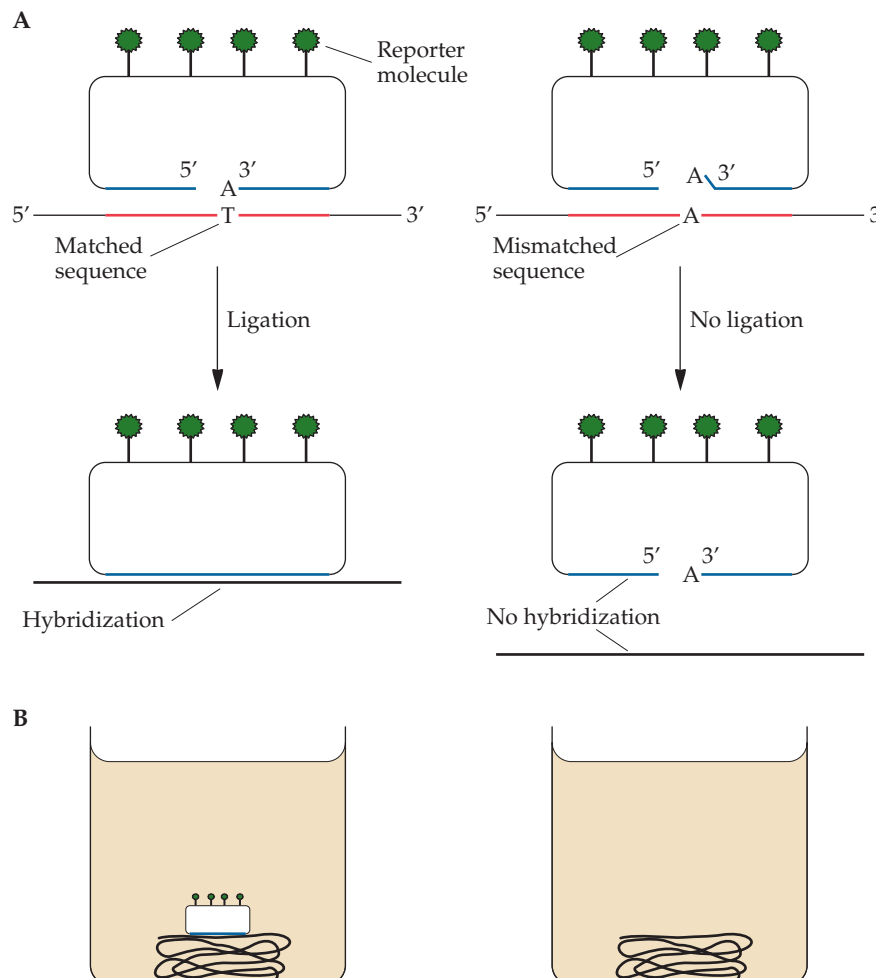 A
Reporter
molecule
5′ 3′
A
5′ T 3′
Matched
sequence
Ligation
Hybridization
5′ A 3′
5′ A 3′
Mismatched
sequence
No ligation
5′ 3′
A
No hybridization
B